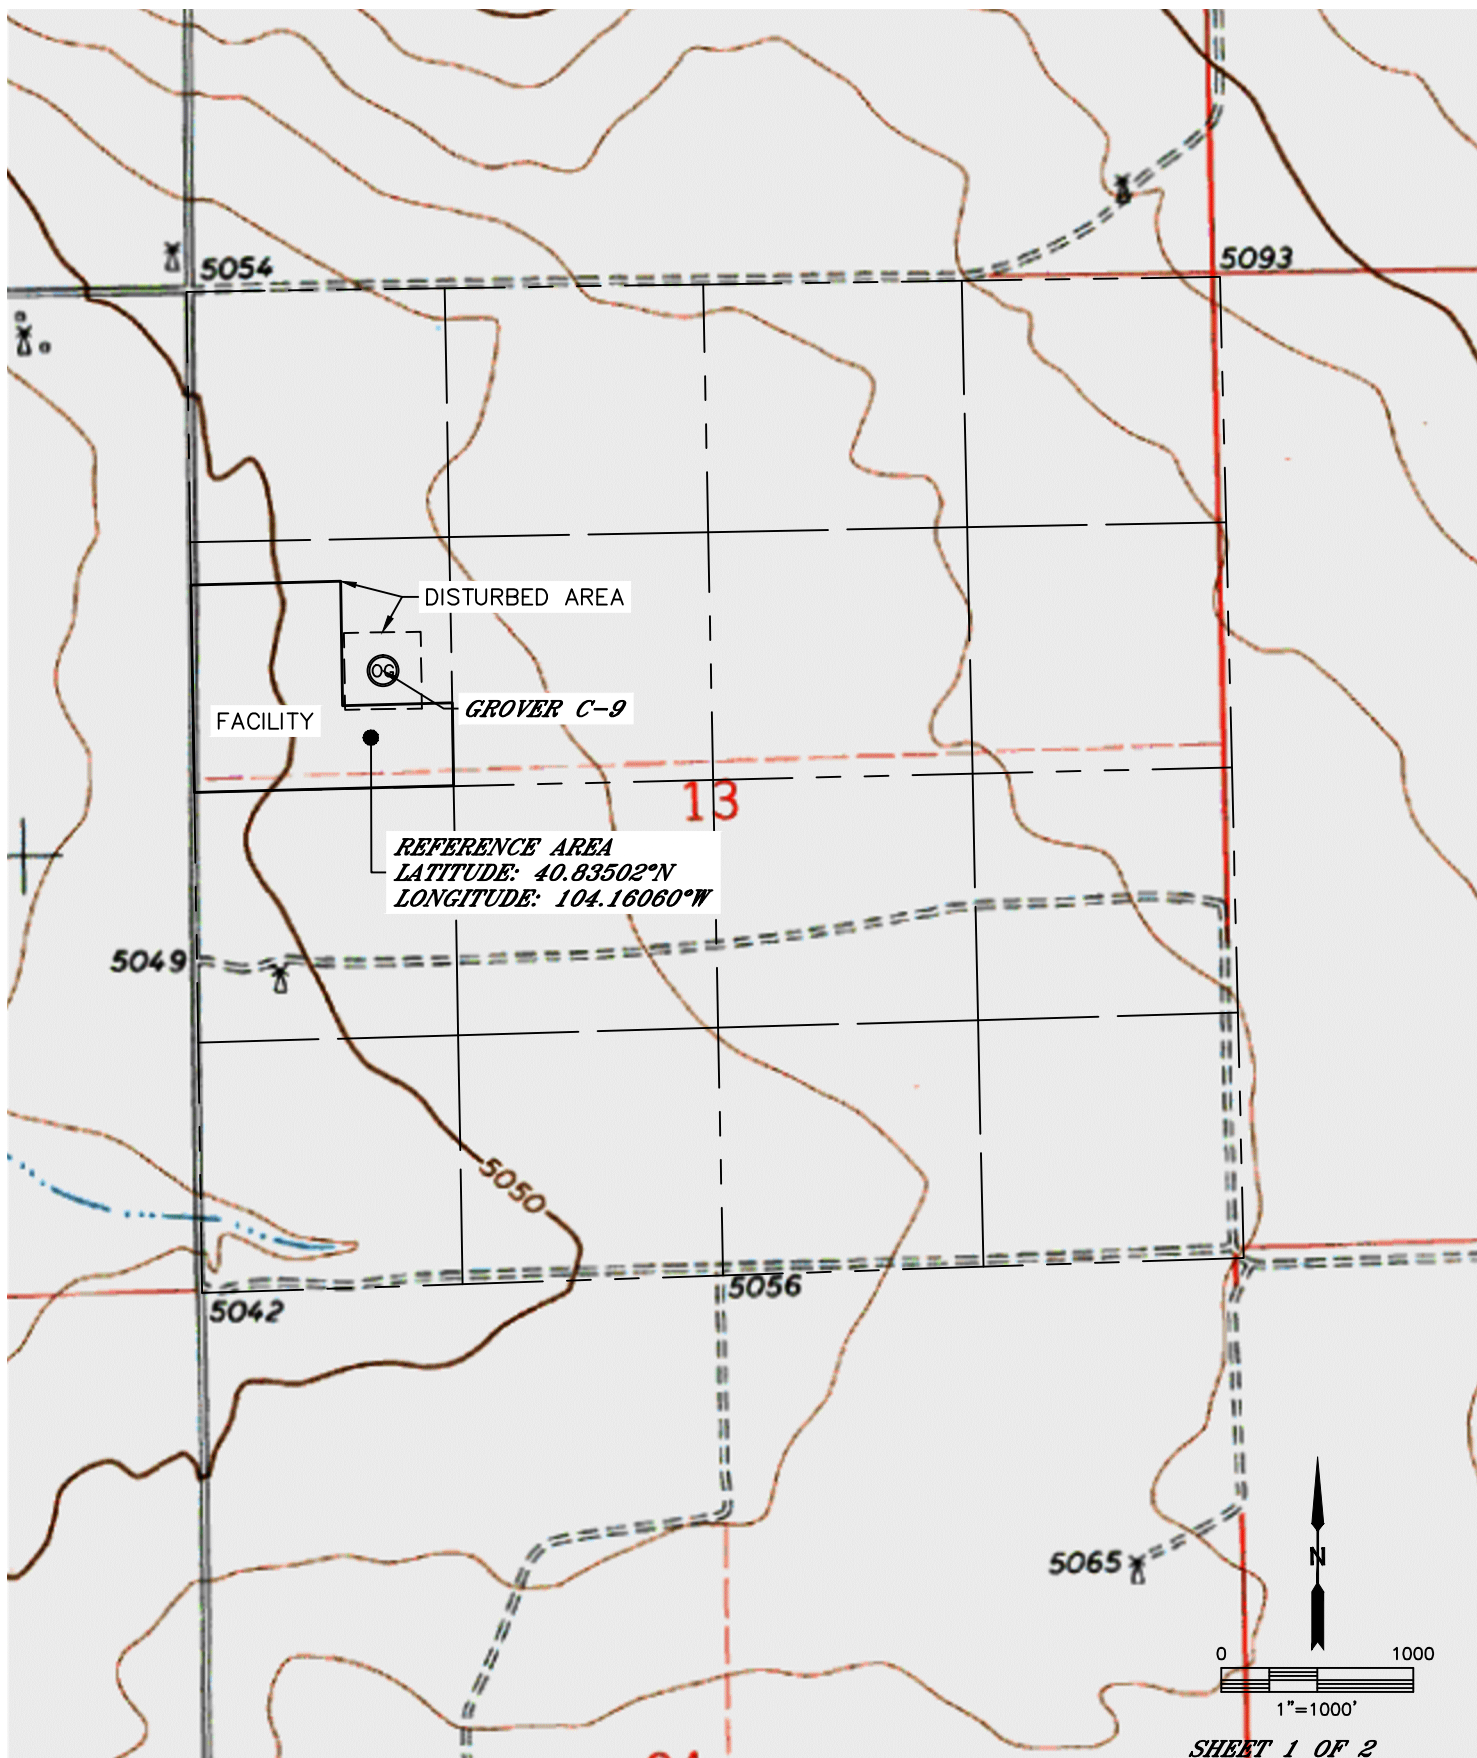 5054
5093
DISTURBED AREA
OG
GROVER C-9
FACILITY
13
REFERENCE AREA
LATITUDE: 40.83502°N
LONGITUDE: 104.16060°W
5049
5050
5056
5042
5065
N
0 1000
1"=1000'
SHEET 1 OF 2